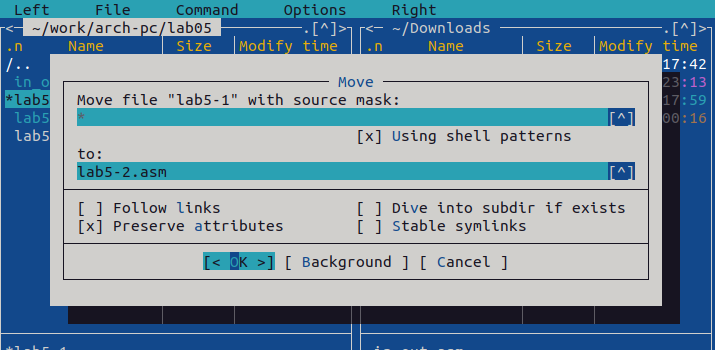 Left File Command Options Right
<─ ~/work/arch-pc/lab05 ─.[^]> <─ ~/Downloads ─.[^]>
.n Name Size Modify time .n Name Size Modify time
/.. 17:42
in o 23:13
*lab5 17:59
lab5 00:16
lab5
Move
Move file "lab5-1" with source mask:
* [^]
[x] Using shell patterns
to:
lab5-2.asm [^]
[ ] Follow links [ ] Dive into subdir if exists
[x] Preserve attributes [ ] Stable symlinks
[< OK >] [ Background ] [ Cancel ]
*lab5-1